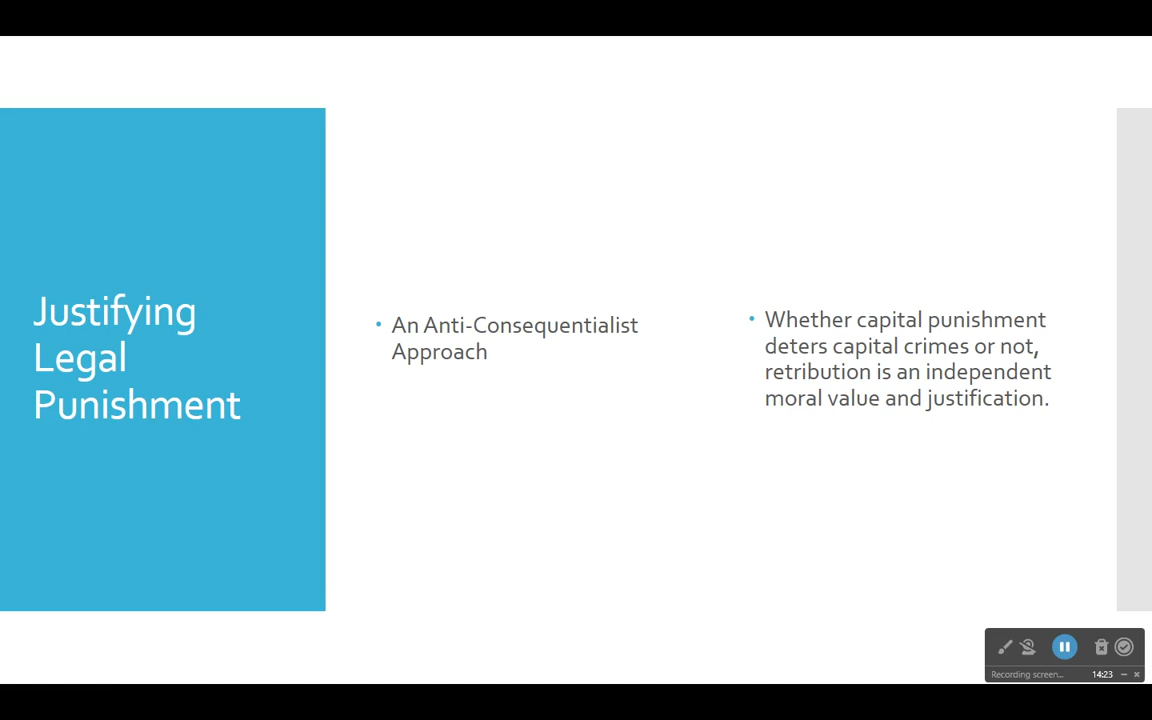 Justifying
Legal
Punishment
• An Anti-Consequentialist
Approach
• Whether capital punishment
deters capital crimes or not,
retribution is an independent
moral value and justification.
Recording screen... 14:23